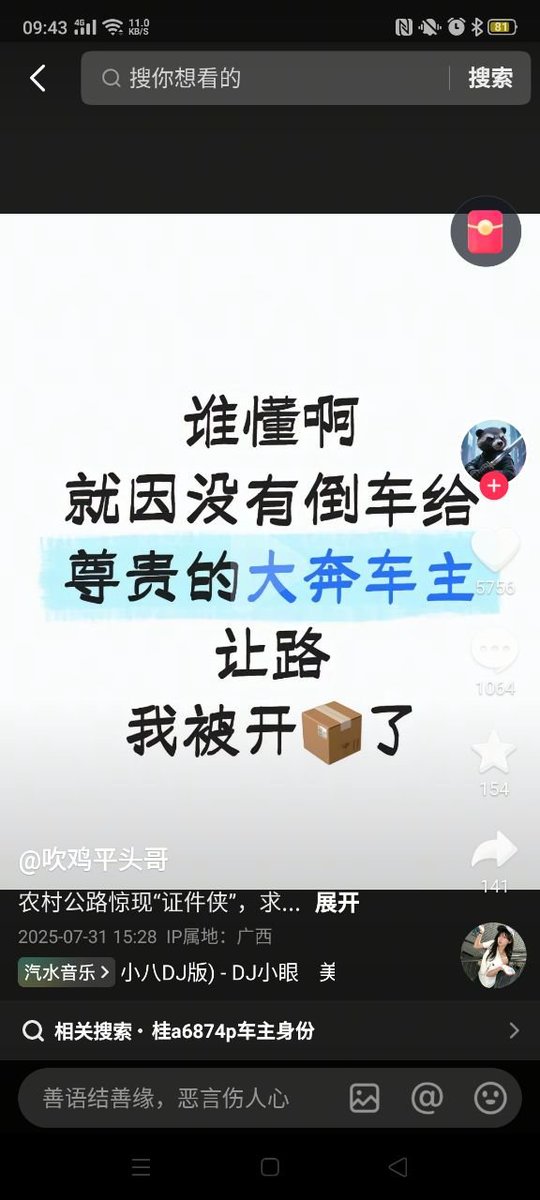 09:43 4G 11.0 KB/S 81
搜你想看的 搜索
谁懂啊
就因没有倒车给
尊贵的大奔车主
让路
我被开📦了
5756
1064
154
141
@吹鸡平头哥
农村公路惊现“证件侠”，求... 展开
2025-07-31 15:28 IP属地：广西
汽水音乐 小八DJ版) - DJ小眼 美
相关搜索· 桂a6874p车主身份
善语结善缘，恶言伤人心